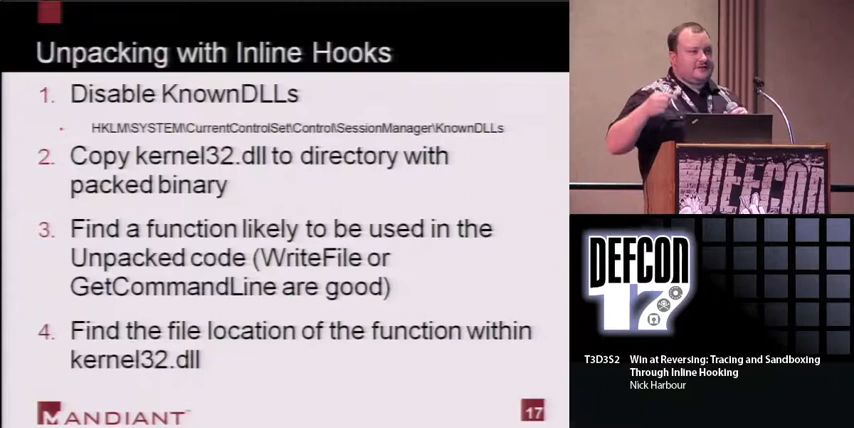 Unpacking with Inline Hooks
1. Disable KnownDLLs
HKLM\SYSTEM\CurrentControlSet\Control\SessionManager\KnownDLLs
2. Copy kernel32.dll to directory with
packed binary
3. Find a function likely to be used in the
Unpacked code (WriteFile or
GetCommandLine are good)
4. Find the file location of the function within
kernel32.dll
MANDIANT
17
DEFCON
DEFCON
17
T3D3S2 Win at Reversing: Tracing and Sandboxing
Through Inline Hooking
Nick Harbour